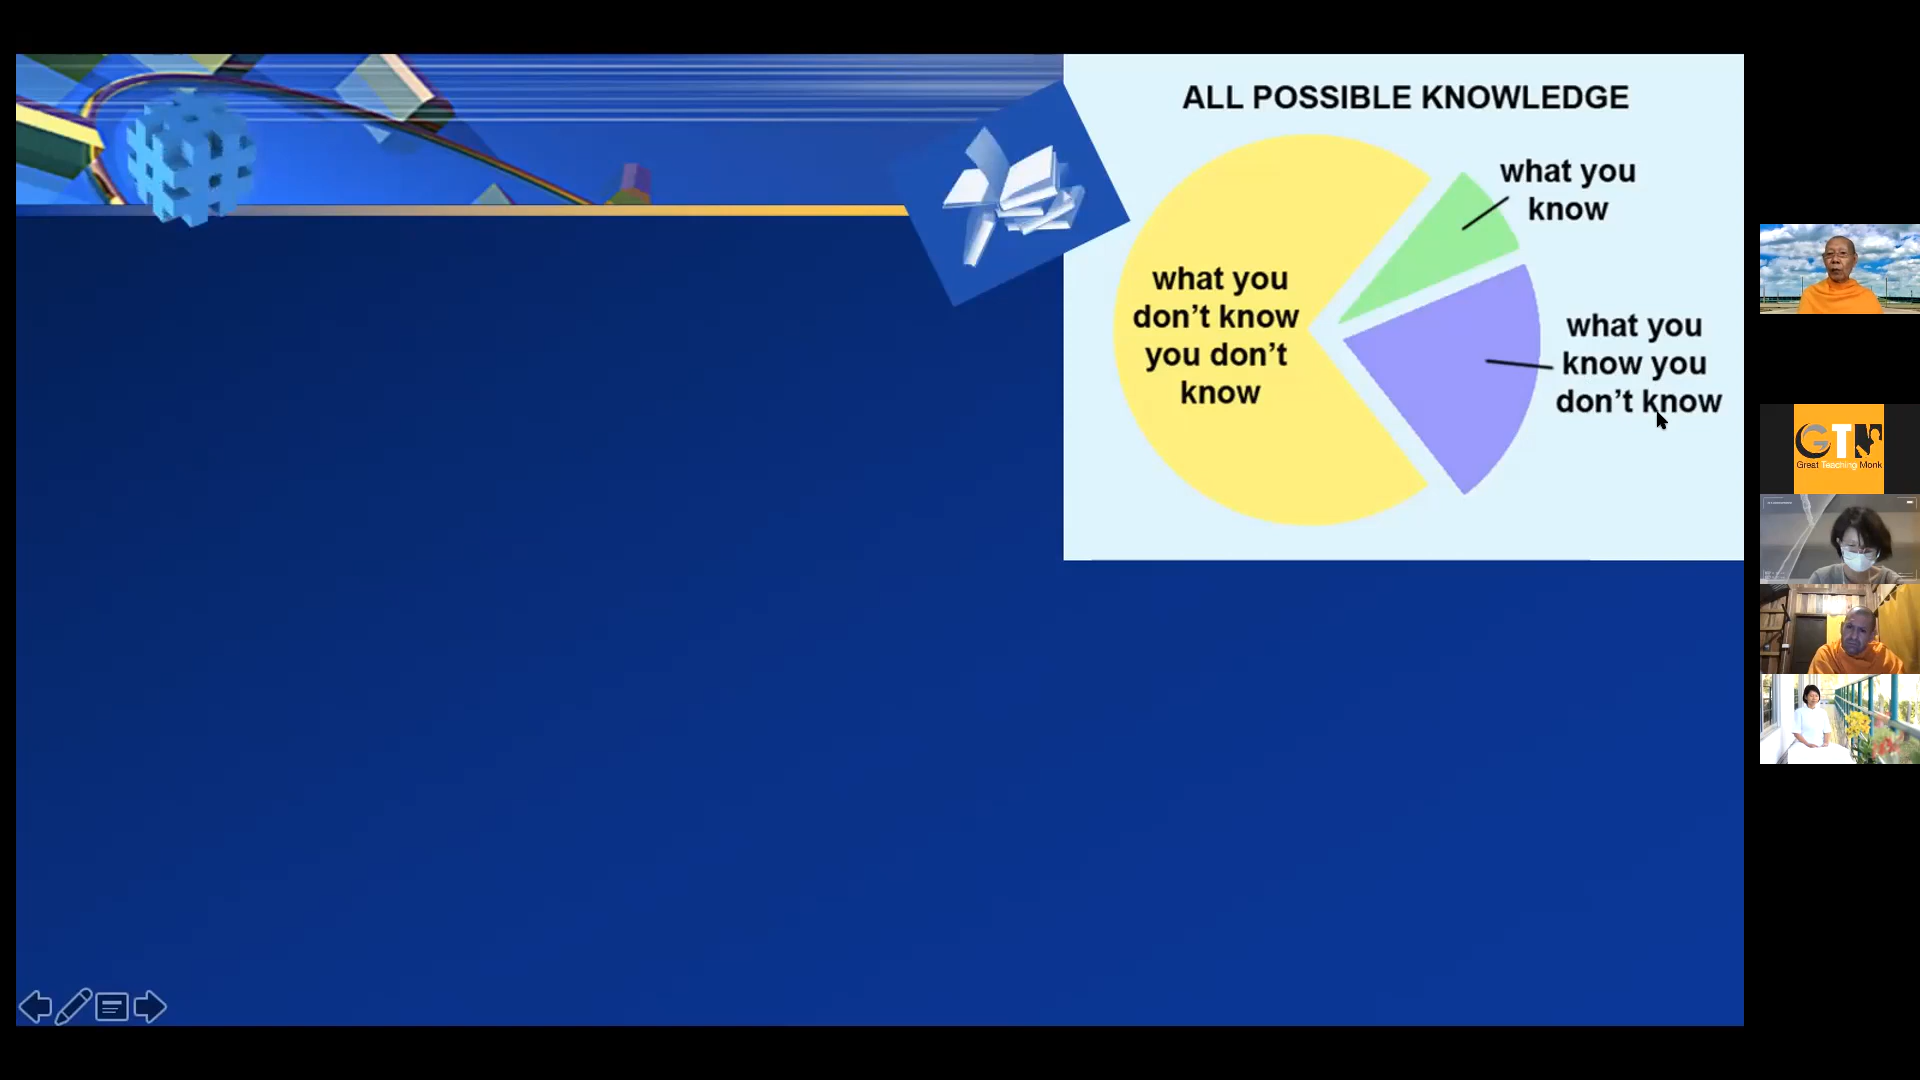 ALL POSSIBLE KNOWLEDGE
what you
know
what you
don’t know
you don’t
know
what you
know you
don’t know
GTM
Great Teaching Monk